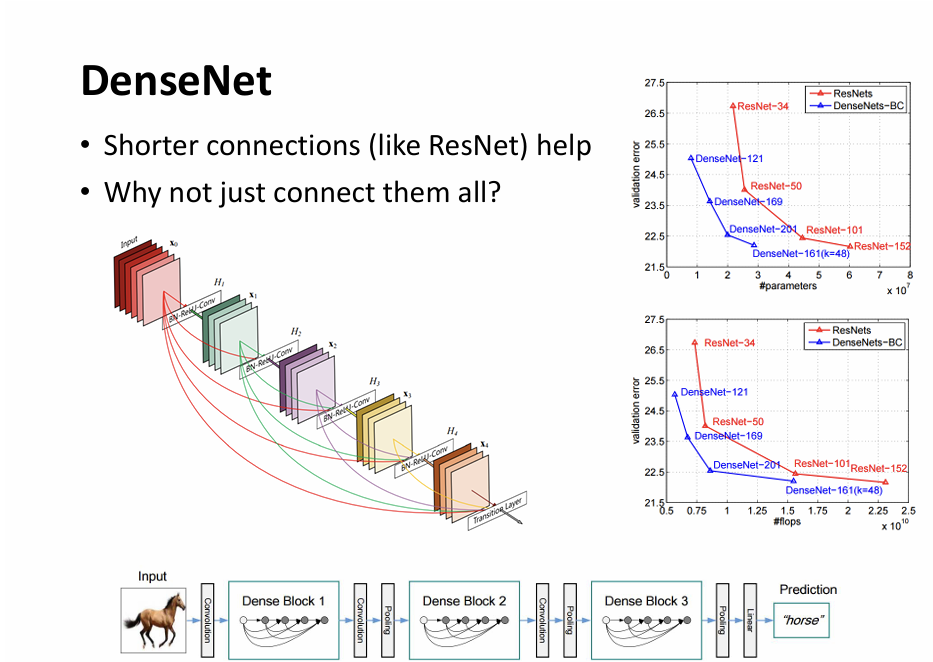 DenseNet
• Shorter connections (like ResNet) help
• Why not just connect them all?
Input
x0
H1
BN-ReLU-Conv
x1
H2
BN-ReLU-Conv
x2
H3
BN-ReLU-Conv
x3
H4
BN-ReLU-Conv
x4
Transition Layer
27.5
26.5
25.5
24.5
23.5
22.5
21.5
validation error
ResNets
DenseNets−BC
ResNet−34
DenseNet−121
ResNet−50
DenseNet−169
DenseNet−201
ResNet−101
ResNet−152
DenseNet−161(k=48)
0 1 2 3 4 5 6 7 8
#parameters
x 10^7
27.5
26.5
25.5
24.5
23.5
22.5
21.5
validation error
ResNets
DenseNets−BC
ResNet−34
DenseNet−121
ResNet−50
DenseNet−169
DenseNet−201
ResNet−101
ResNet−152
DenseNet−161(k=48)
0.5 0.75 1 1.25 1.5 1.75 2 2.25 2.5
#flops
x 10^10
Input
Convolution
Dense Block 1
Convolution
Pooling
Dense Block 2
Convolution
Pooling
Dense Block 3
Pooling
Linear
Prediction
"horse"